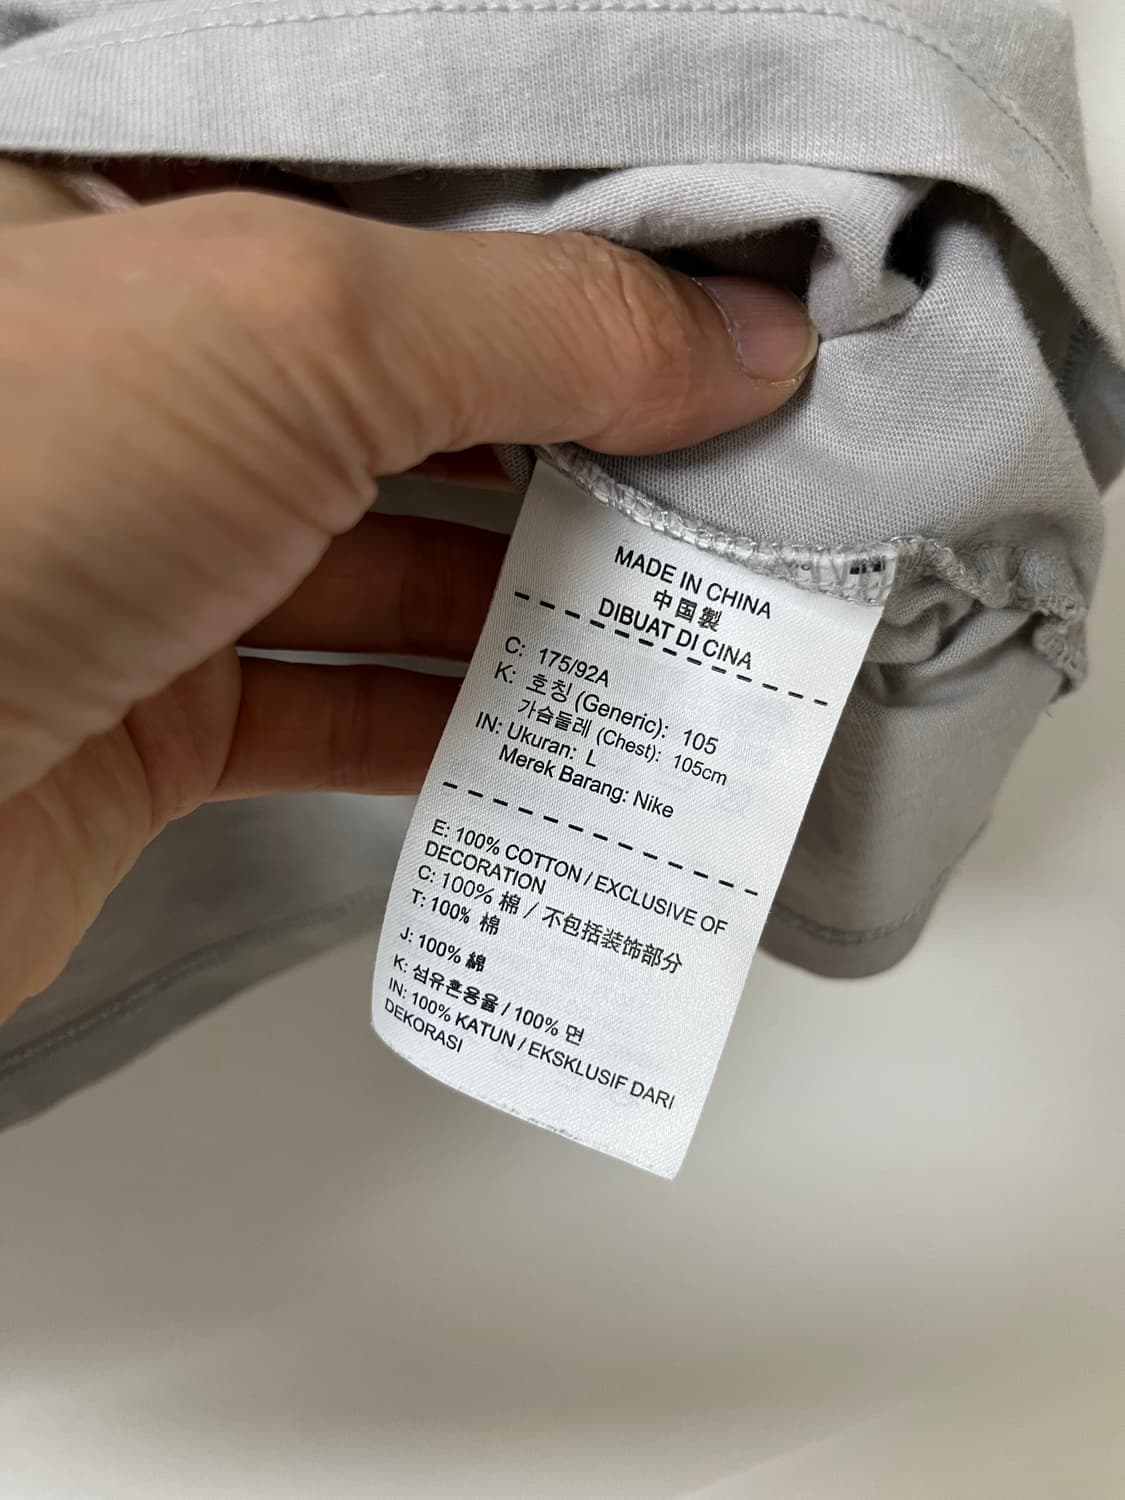 MADE IN CHINA
中国製
DIBUAT DI CINA
C: 175/92A
K: 호칭 (Generic): 105
가슴둘레 (Chest): 105cm
IN: Ukuran: L
Merek Barang: Nike
E: 100% COTTON / EXCLUSIVE OF
DECORATION
C: 100% 棉 / 不包括装饰部分
T: 100% 棉
J: 100% 綿
K: 섬유혼용율 / 100% 면
IN: 100% KATUN / EKSKLUSIF DARI
DEKORASI